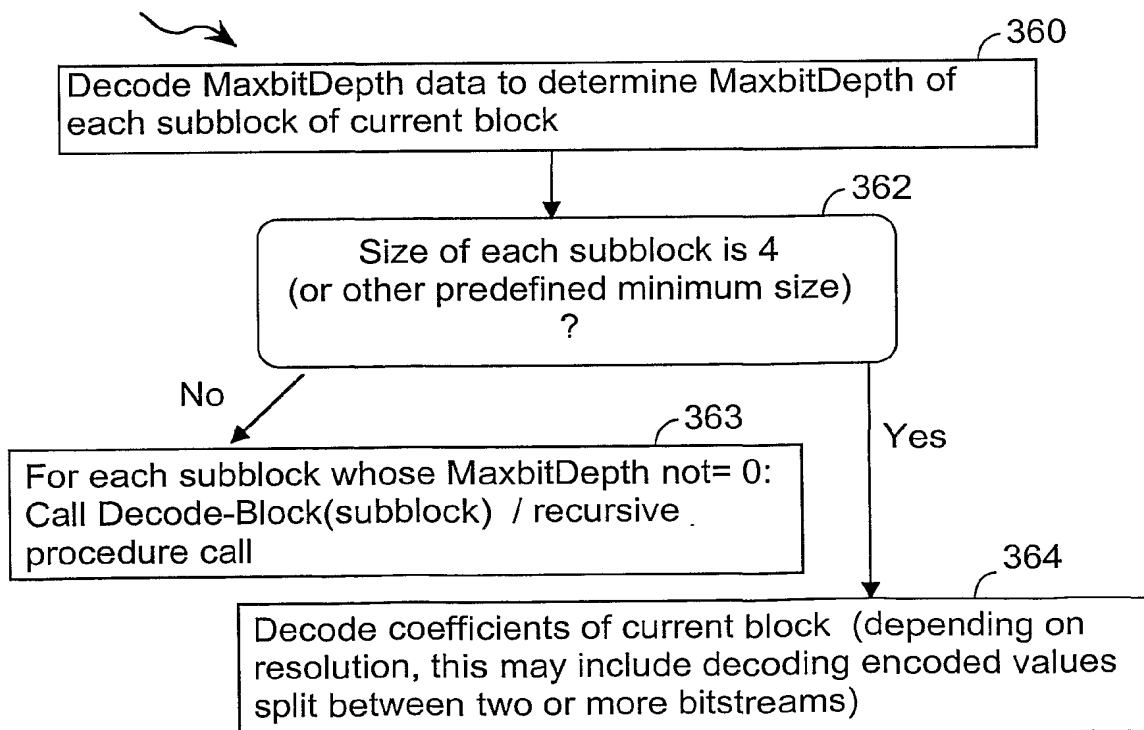 360
Decode MaxbitDepth data to determine MaxbitDepth of
each subblock of current block
362
Size of each subblock is 4
(or other predefined minimum size)
?
No
Yes
363
For each subblock whose MaxbitDepth not= 0:
Call Decode-Block(subblock) / recursive
procedure call
364
Decode coefficients of current block (depending on
resolution, this may include decoding encoded values
split between two or more bitstreams)